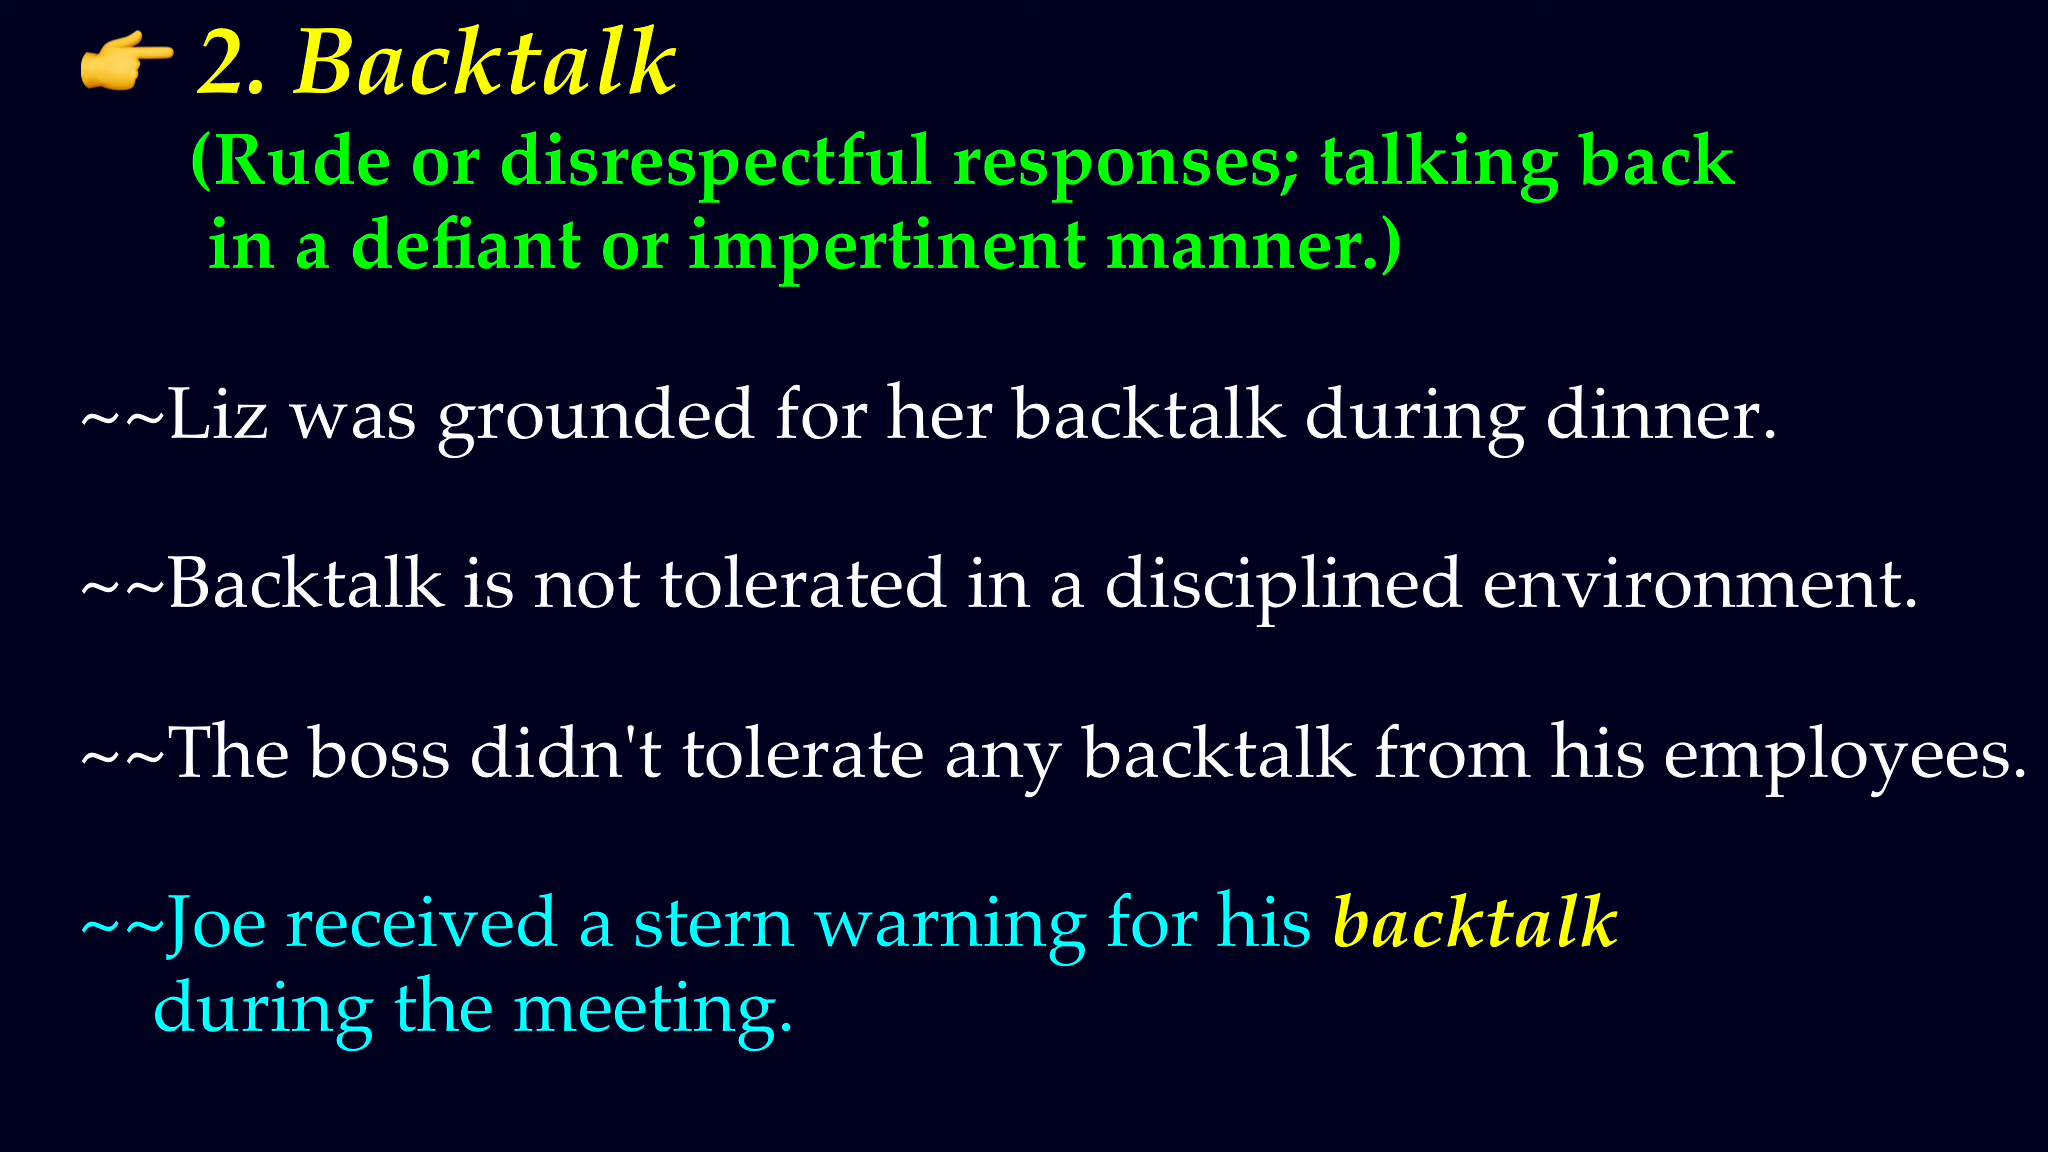 👉 2. Backtalk
(Rude or disrespectful responses; talking back
in a defiant or impertinent manner.)
~~Liz was grounded for her backtalk during dinner.
~~Backtalk is not tolerated in a disciplined environment.
~~The boss didn't tolerate any backtalk from his employees.
~~Joe received a stern warning for his backtalk
during the meeting.